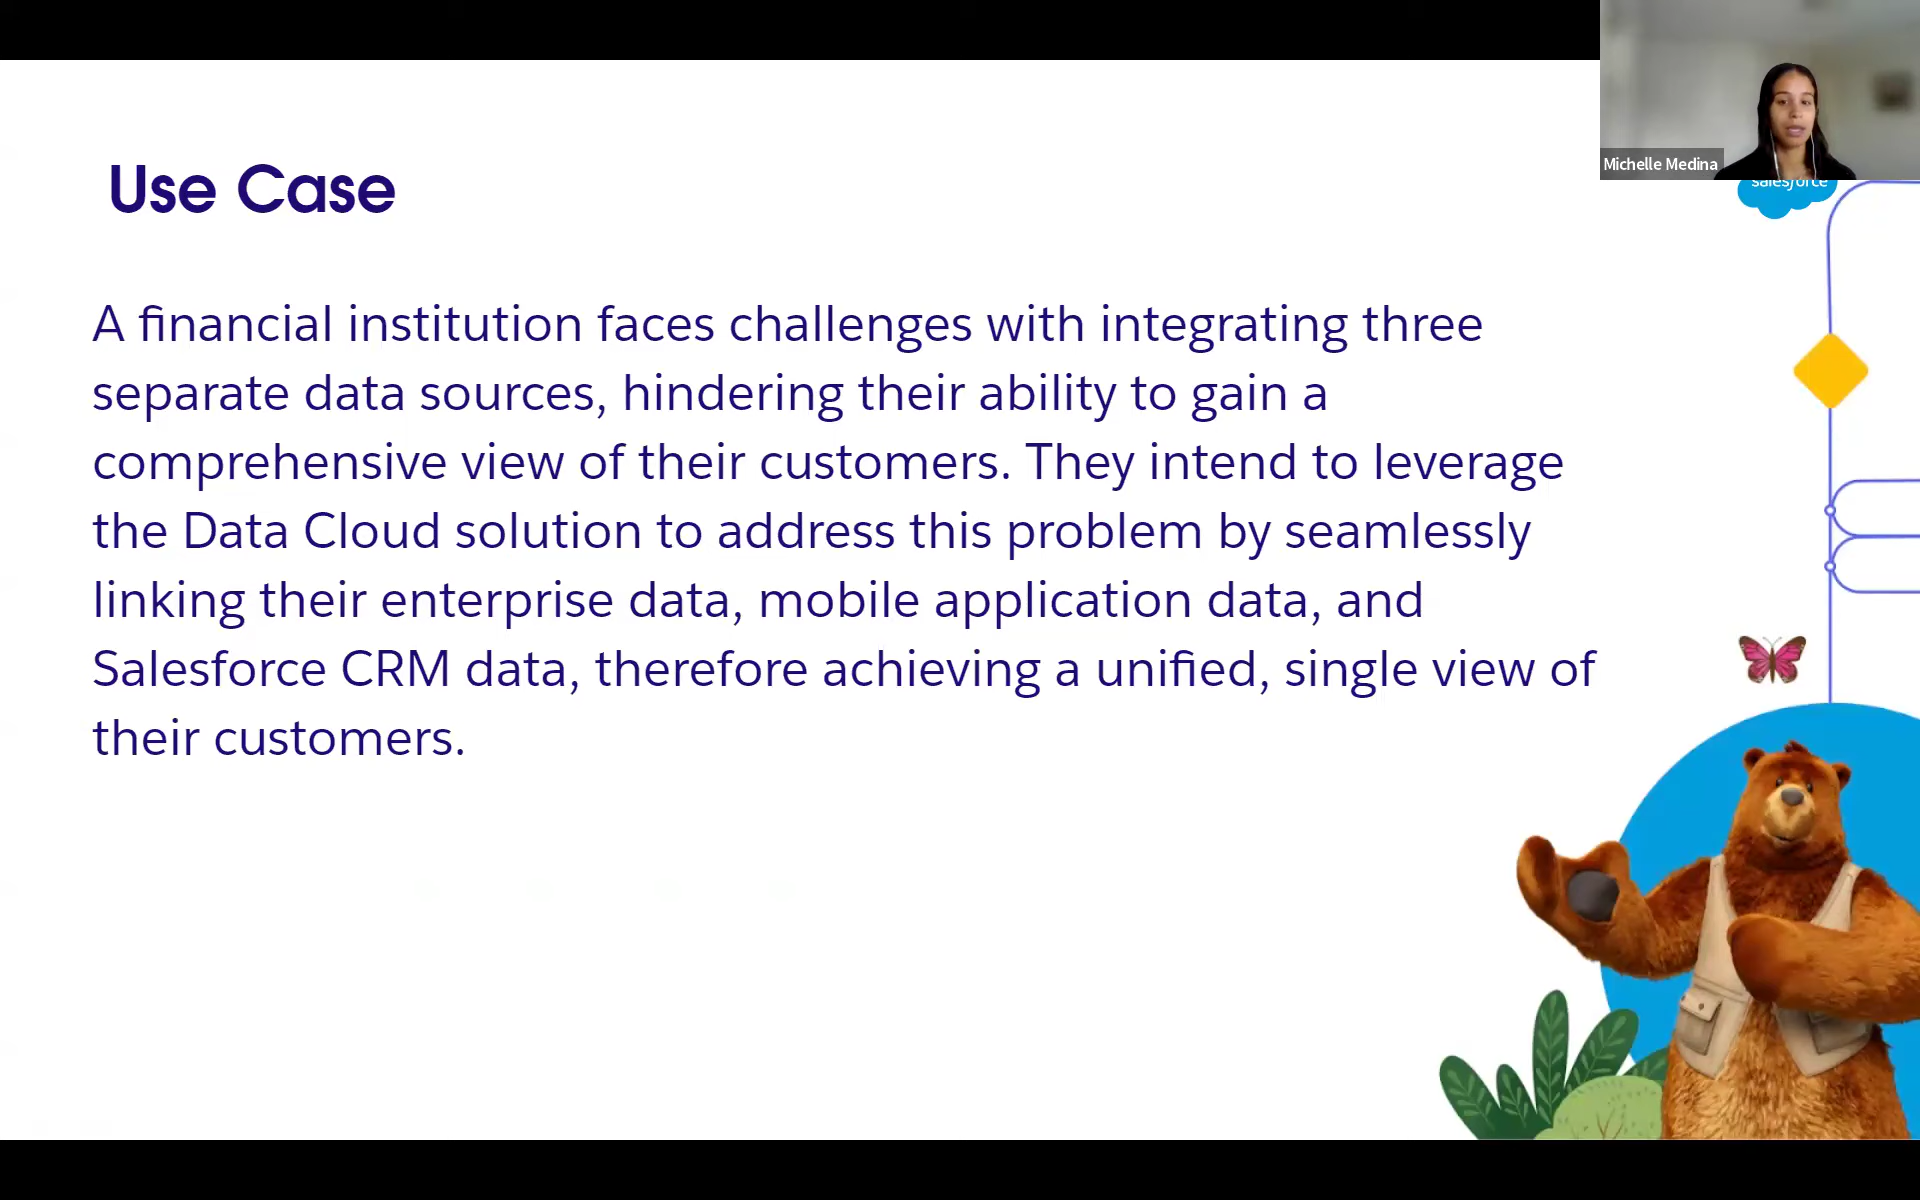 Michelle Medina
salesforce
Use Case
A financial institution faces challenges with integrating three
separate data sources, hindering their ability to gain a
comprehensive view of their customers. They intend to leverage
the Data Cloud solution to address this problem by seamlessly
linking their enterprise data, mobile application data, and
Salesforce CRM data, therefore achieving a unified, single view of
their customers.